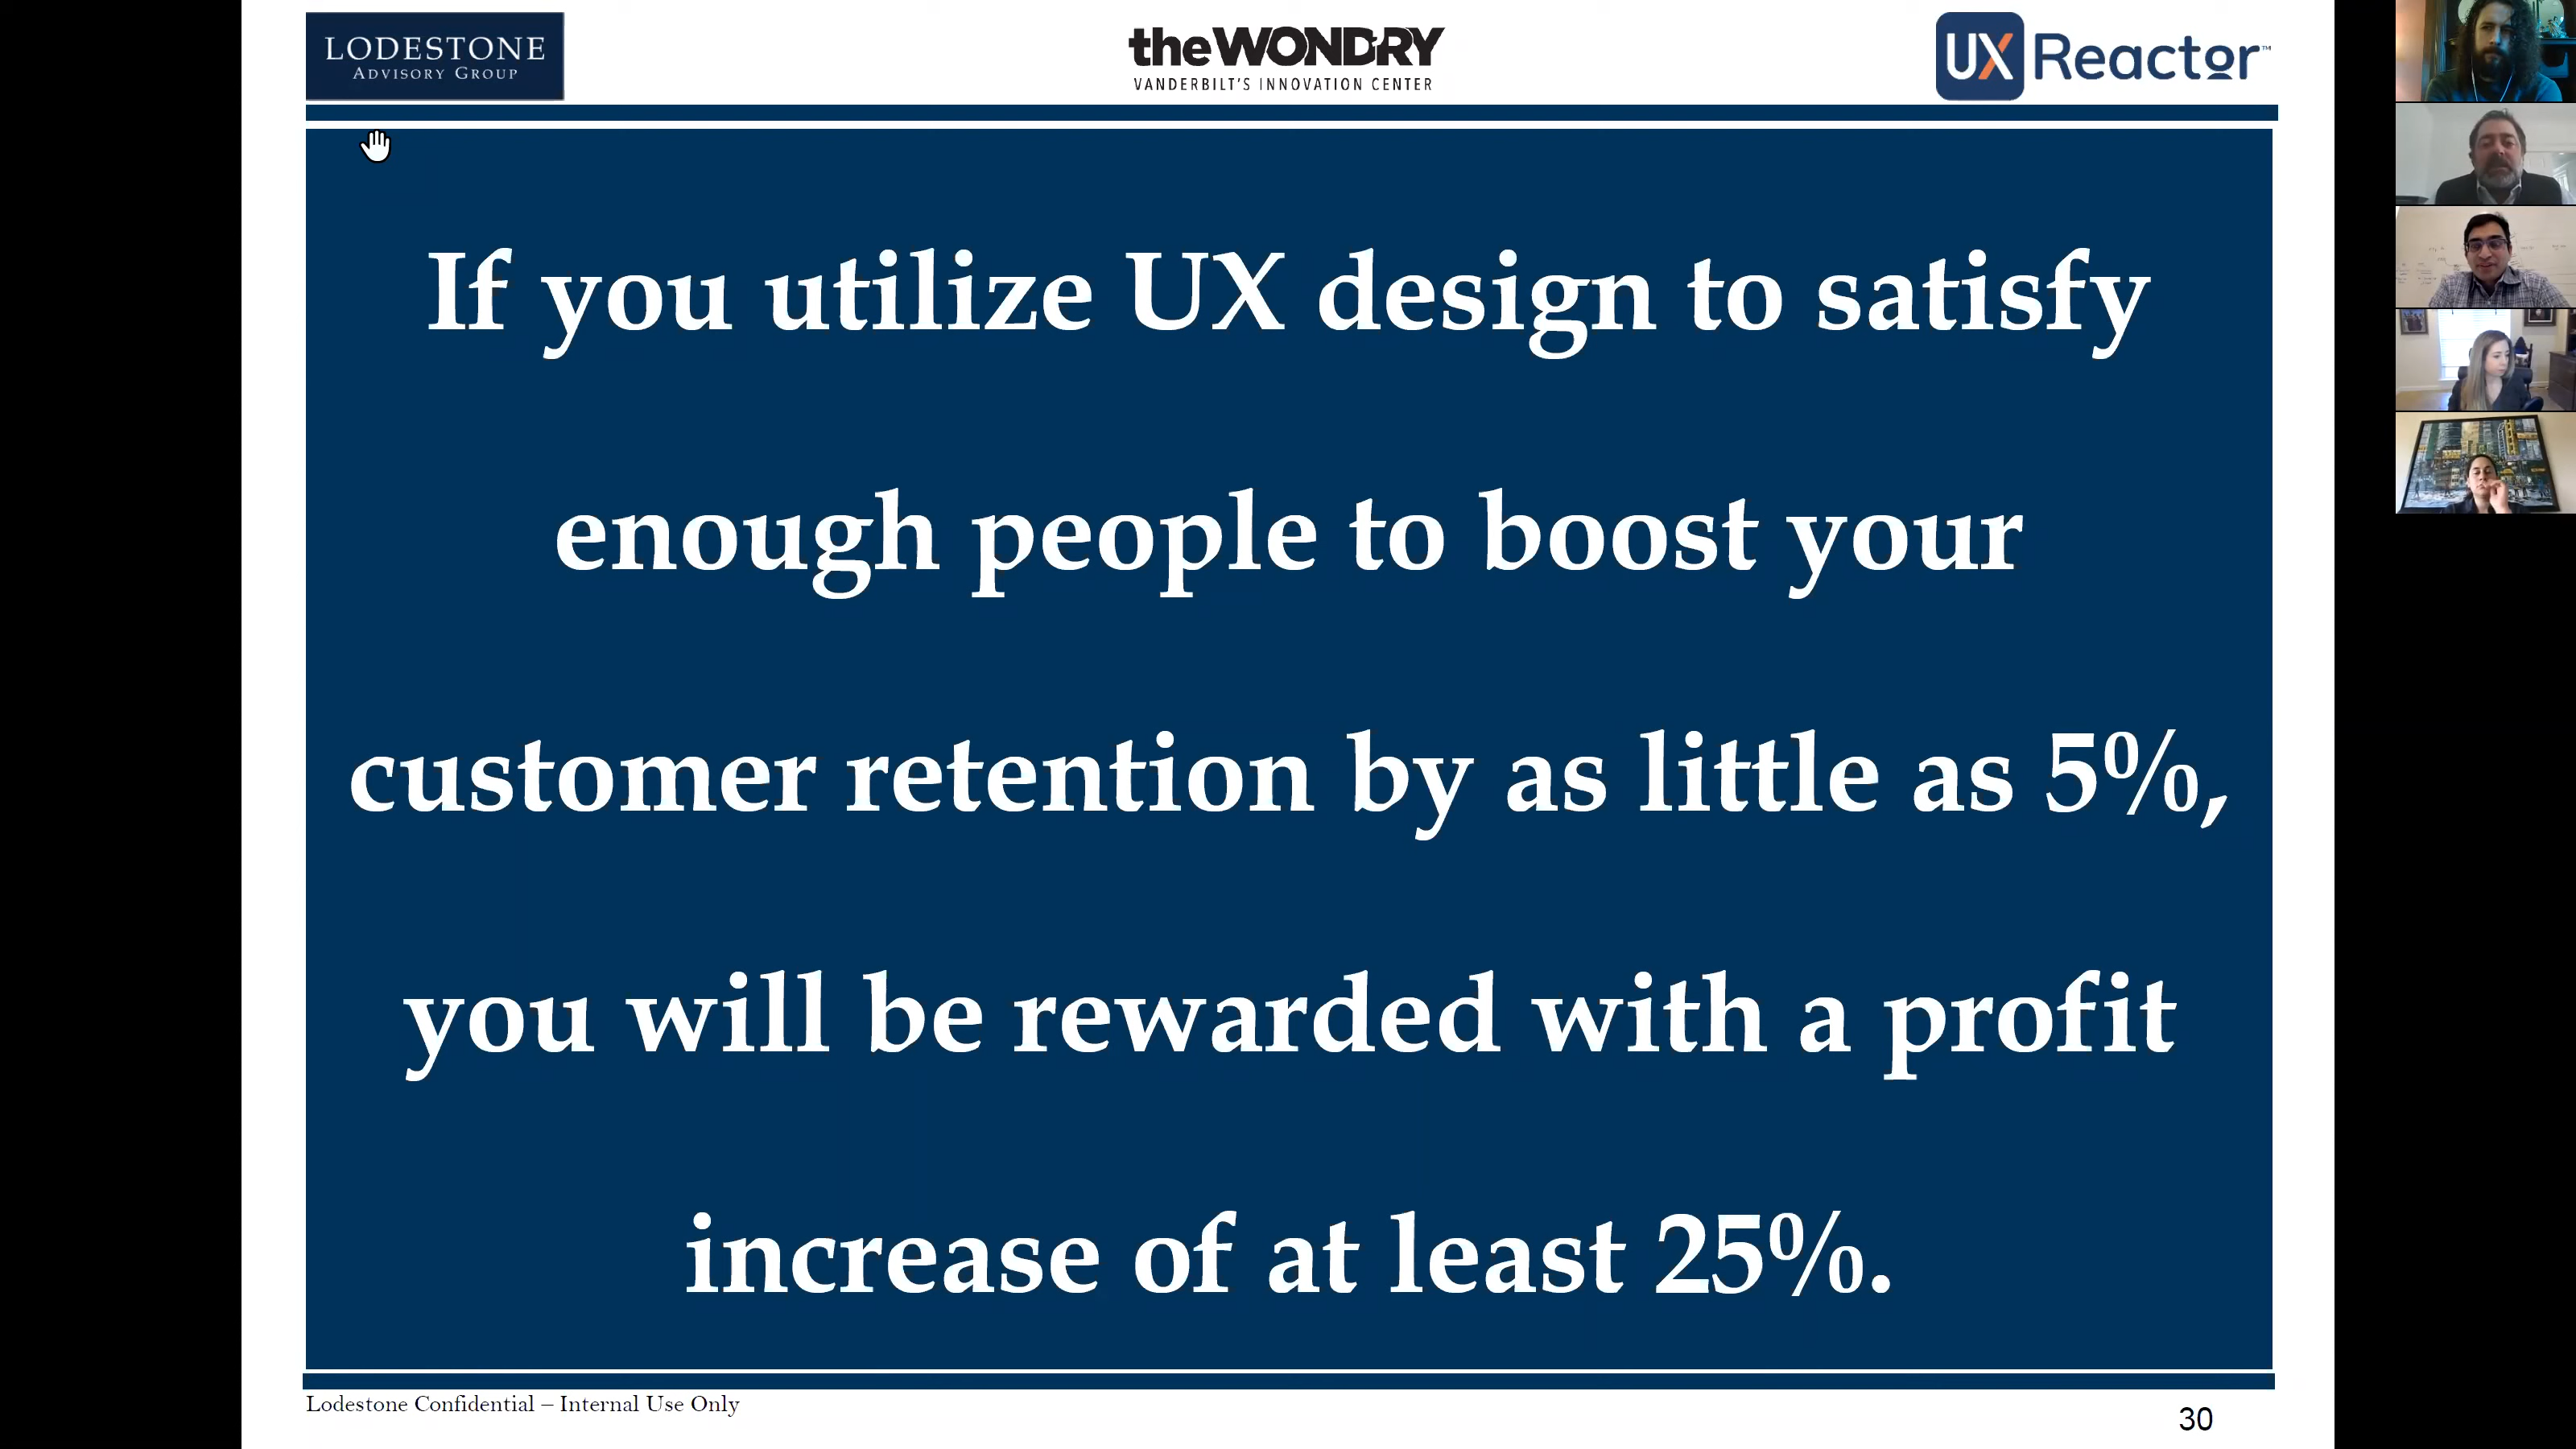 LODESTONE
ADVISORY GROUP
theWOND'RY
VANDERBILT'S INNOVATION CENTER
UX Reactor™
If you utilize UX design to satisfy
enough people to boost your
customer retention by as little as 5%,
you will be rewarded with a profit
increase of at least 25%.
Lodestone Confidential – Internal Use Only
30